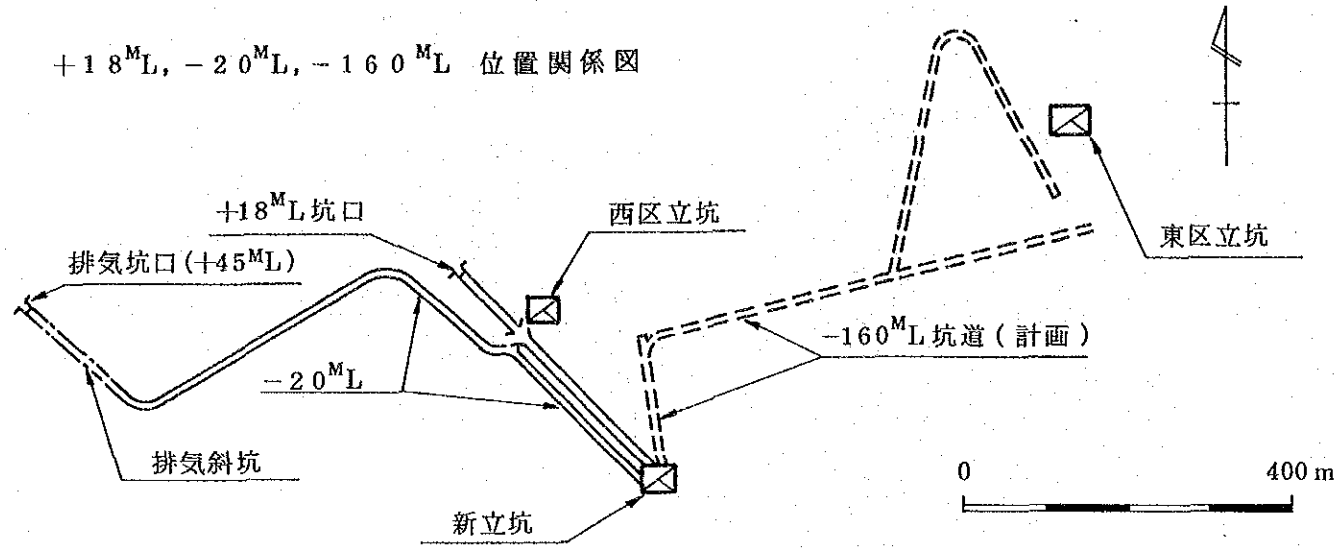 +18ᴹL, -20ᴹL, -160ᴹL 位置関係図
+18ᴹL坑口
西区立坑
東区立坑
排気坑口(+45ᴹL)
-160ᴹL坑道(計画)
-20ᴹL
排気斜坑
新立坑
0 400m